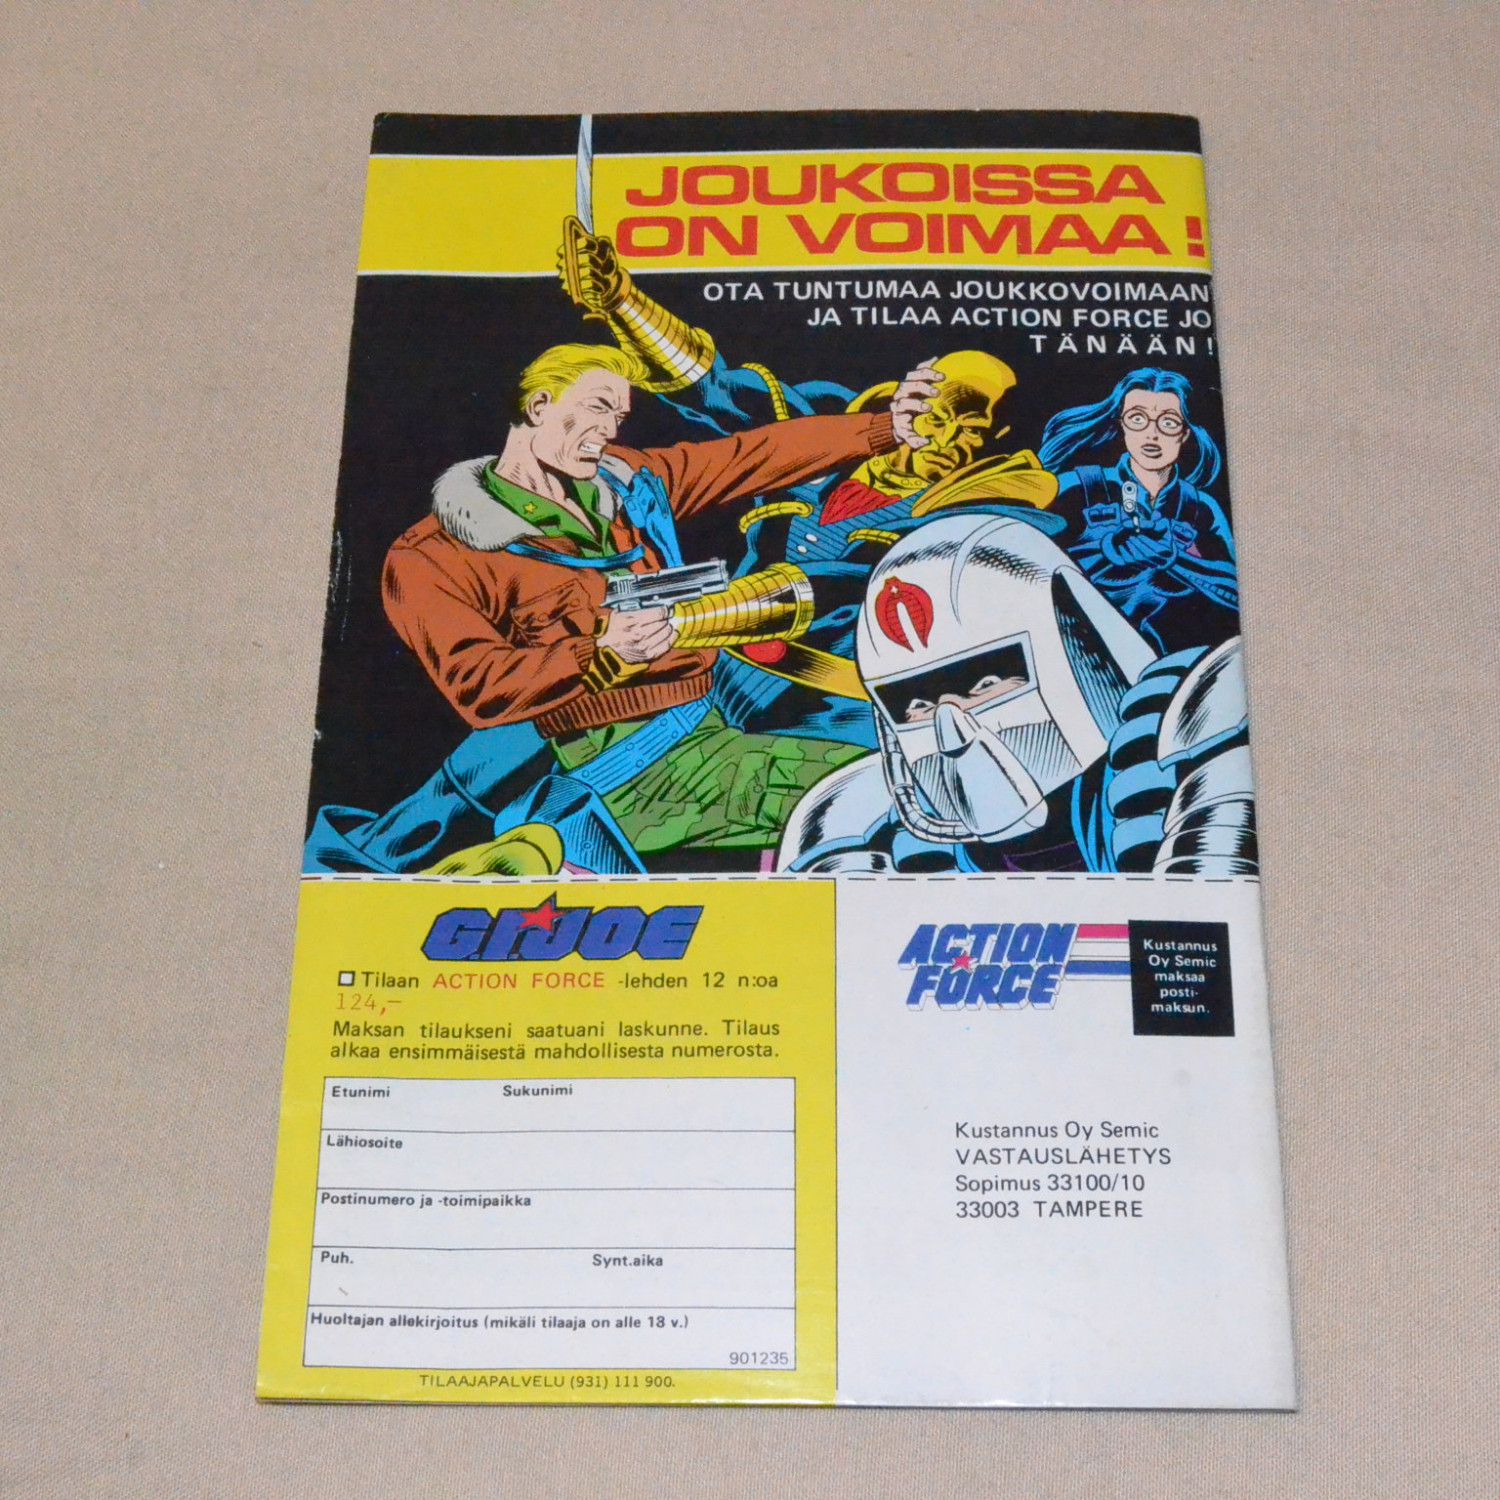 JOUKOISSA
ON VOIMAA!
OTA TUNTUMAA JOUKKOVOIMAAN
JA TILAA ACTION FORCE JO
TÄNÄÄN!
G.I. JOE
Tilaan ACTION FORCE -lehden 12 n:oa
124,–
Maksan tilaukseni saatuani laskunne. Tilaus
alkaa ensimmäisestä mahdollisesta numerosta.
Etunimi Sukunimi
Lähiosoite
Postinumero ja -toimipaikka
Puh. Synt.aika
Huoltajan allekirjoitus (mikäli tilaaja on alle 18 v.)
901235
TILAAJAPALVELU (931) 111 900.
ACTION
FORCE
Kustannus
Oy Semic
maksaa
posti-
maksun.
Kustannus Oy Semic
VASTAUSLÄHETYS
Sopimus 33100/10
33003 TAMPERE